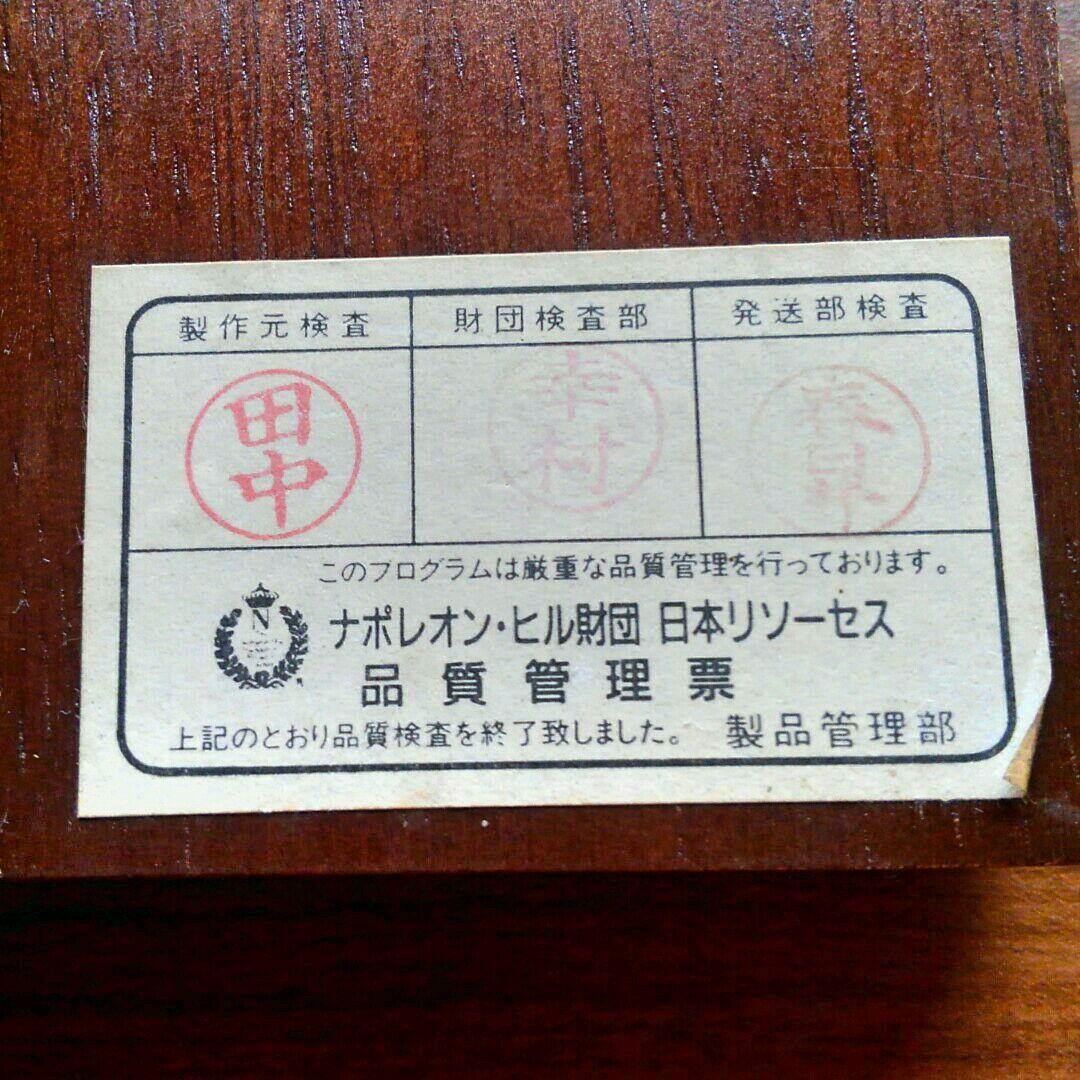 製作元検査 財団検査部 発送部検査
田中 幸村
このプログラムは厳重な品質管理を行っております。
N
ナポレオン・ヒル財団 日本リソーセス
品質管理票
上記のとおり品質検査を終了致しました。 製品管理部